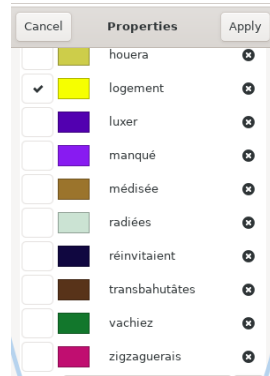 Cancel Properties Apply
houera
logement
luxer
manqué
médisée
radiées
réinvitaient
transbahutâtes
vachiez
zigzaguerais